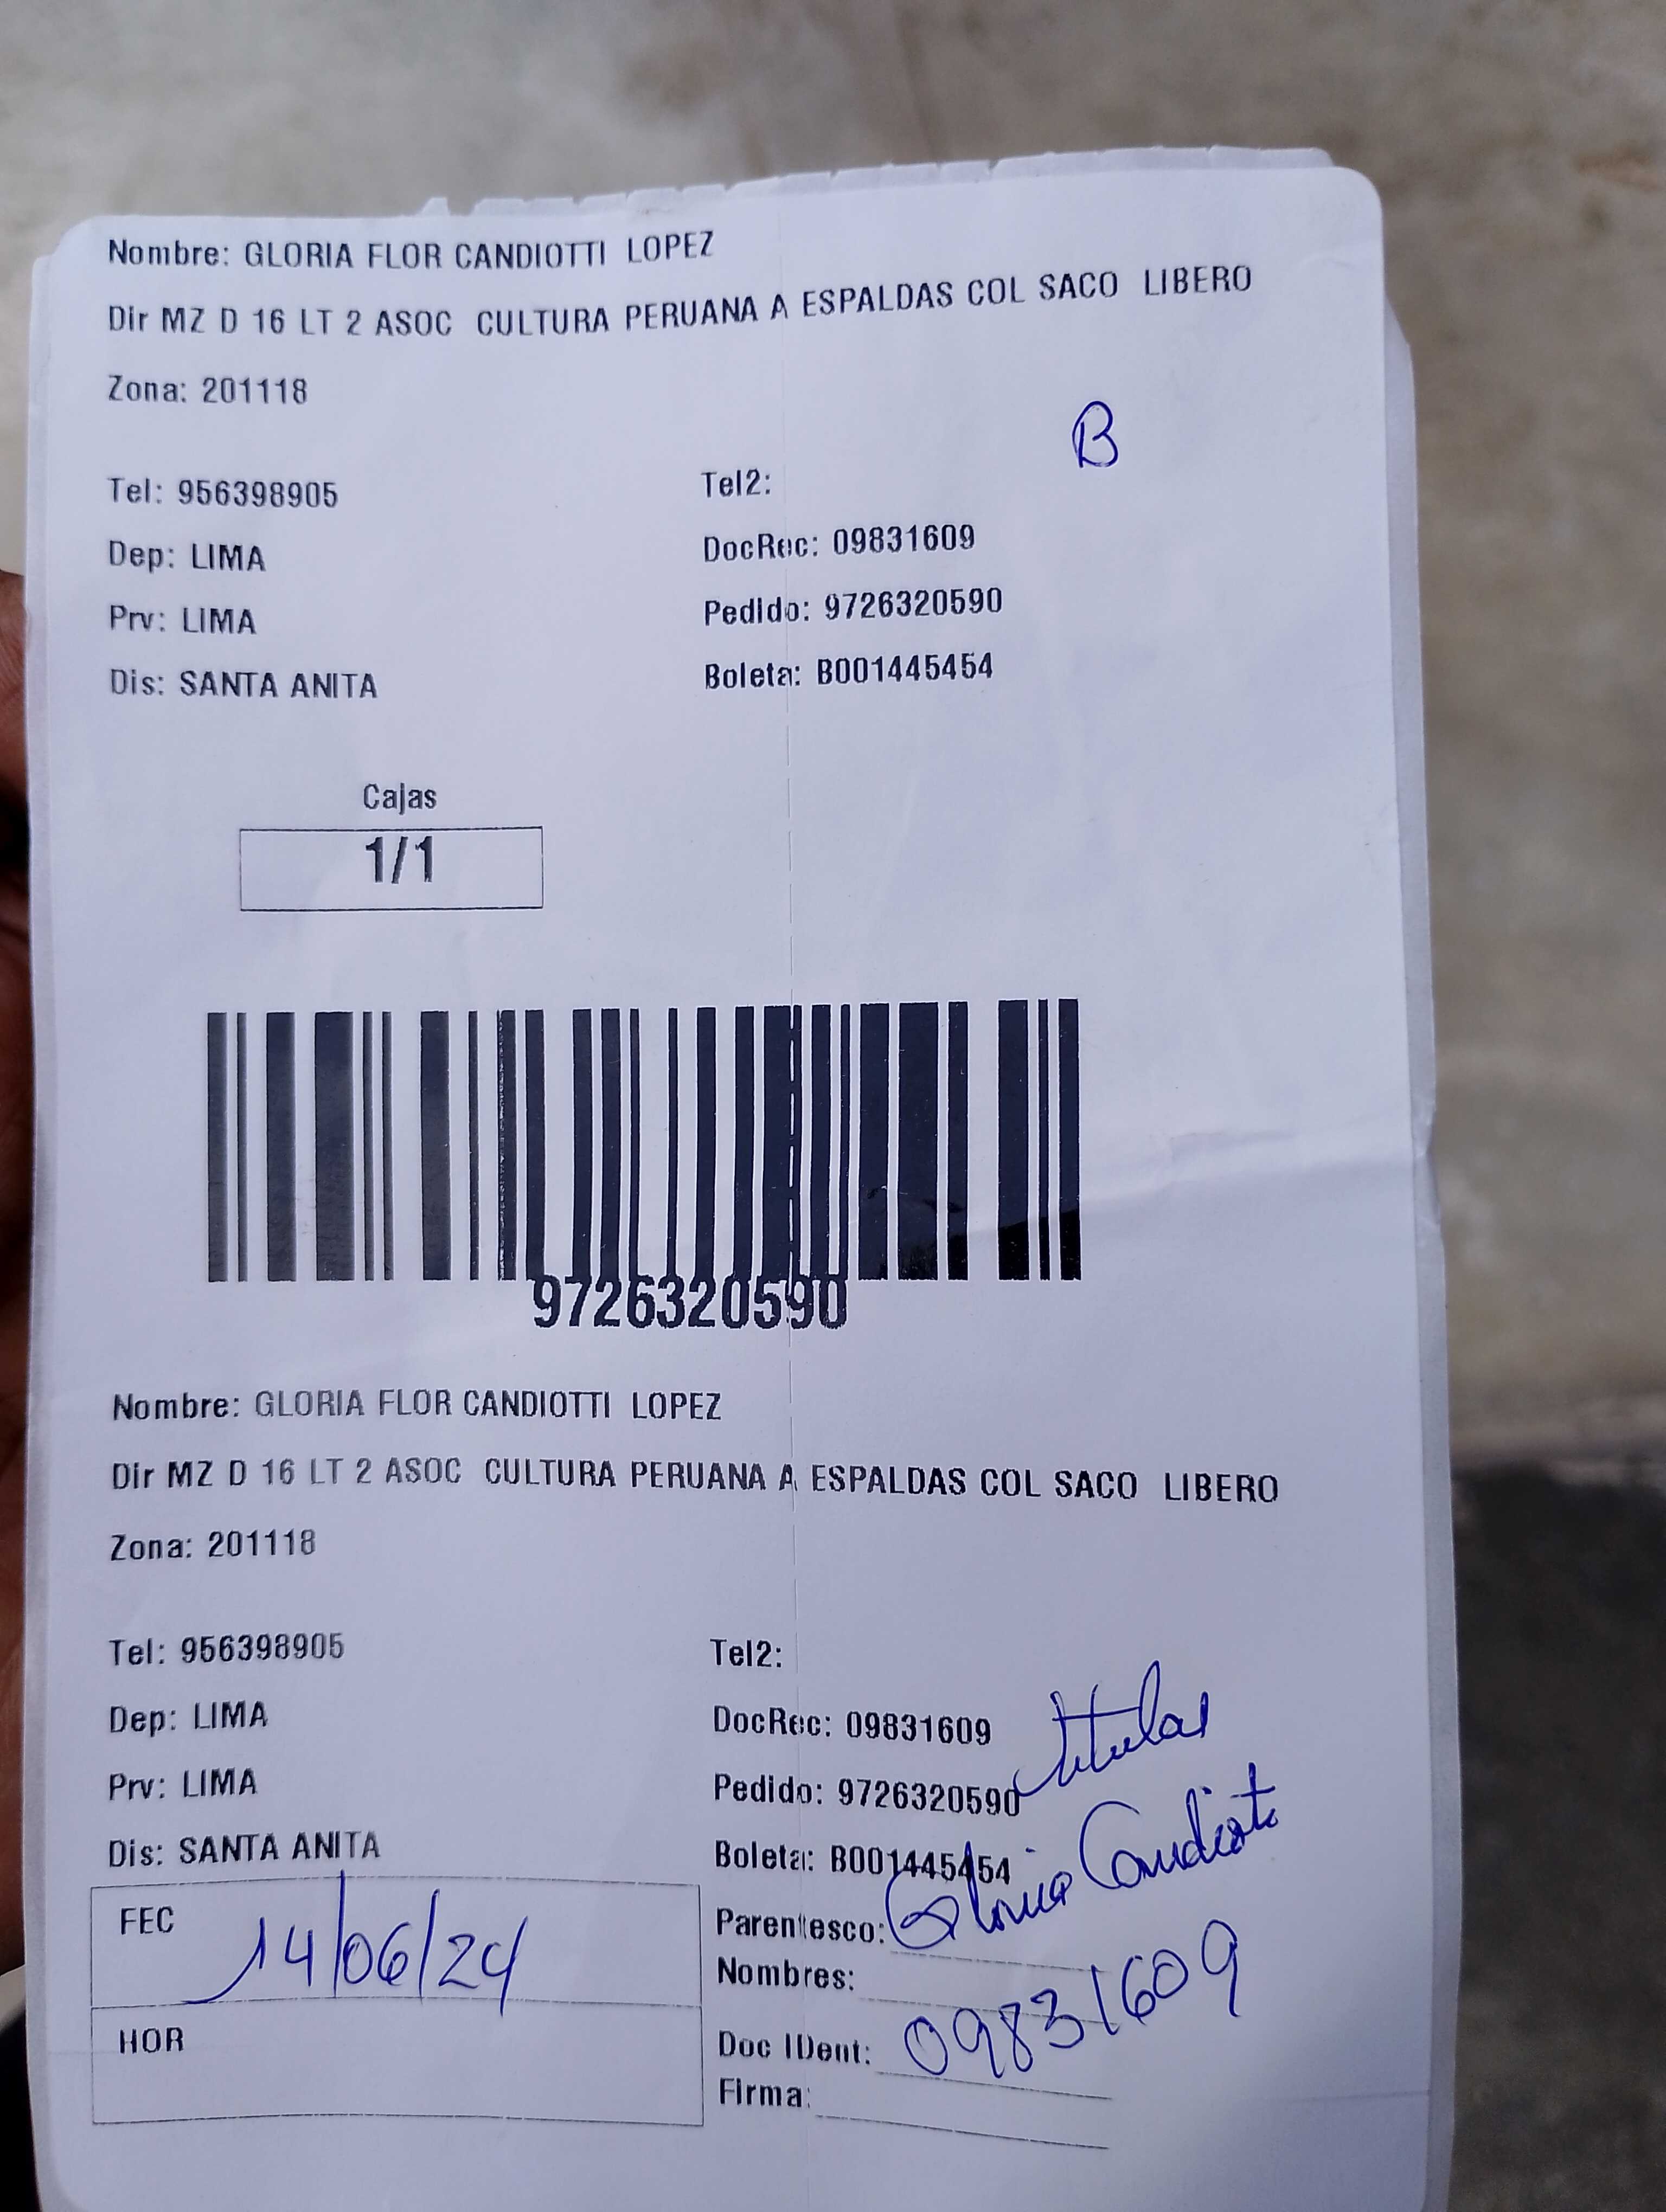 Nombre: GLORIA FLOR CANDIOTTI LOPEZ
Dir MZ D 16 LT 2 ASOC CULTURA PERUANA A ESPALDAS COL SACO LIBERO
Zona: 201118
B
Tel: 956398905 Tel2:
Dep: LIMA DocRec: 09831609
Prv: LIMA Pedido: 9726320590
Dis: SANTA ANITA Boleta: B001445454
Cajas
1/1
9726320590
Nombre: GLORIA FLOR CANDIOTTI LOPEZ
Dir MZ D 16 LT 2 ASOC CULTURA PERUANA A ESPALDAS COL SACO LIBERO
Zona: 201118
Tel: 956398905 Tel2:
Dep: LIMA DocRec: 09831609 titular
Prv: LIMA Pedido: 9726320590
Dis: SANTA ANITA Boleta: B001445454
FEC 14/06/24 Parentesco: Gloria Candioti
Nombres:
HOR Doc IDent: 09831609
Firma: